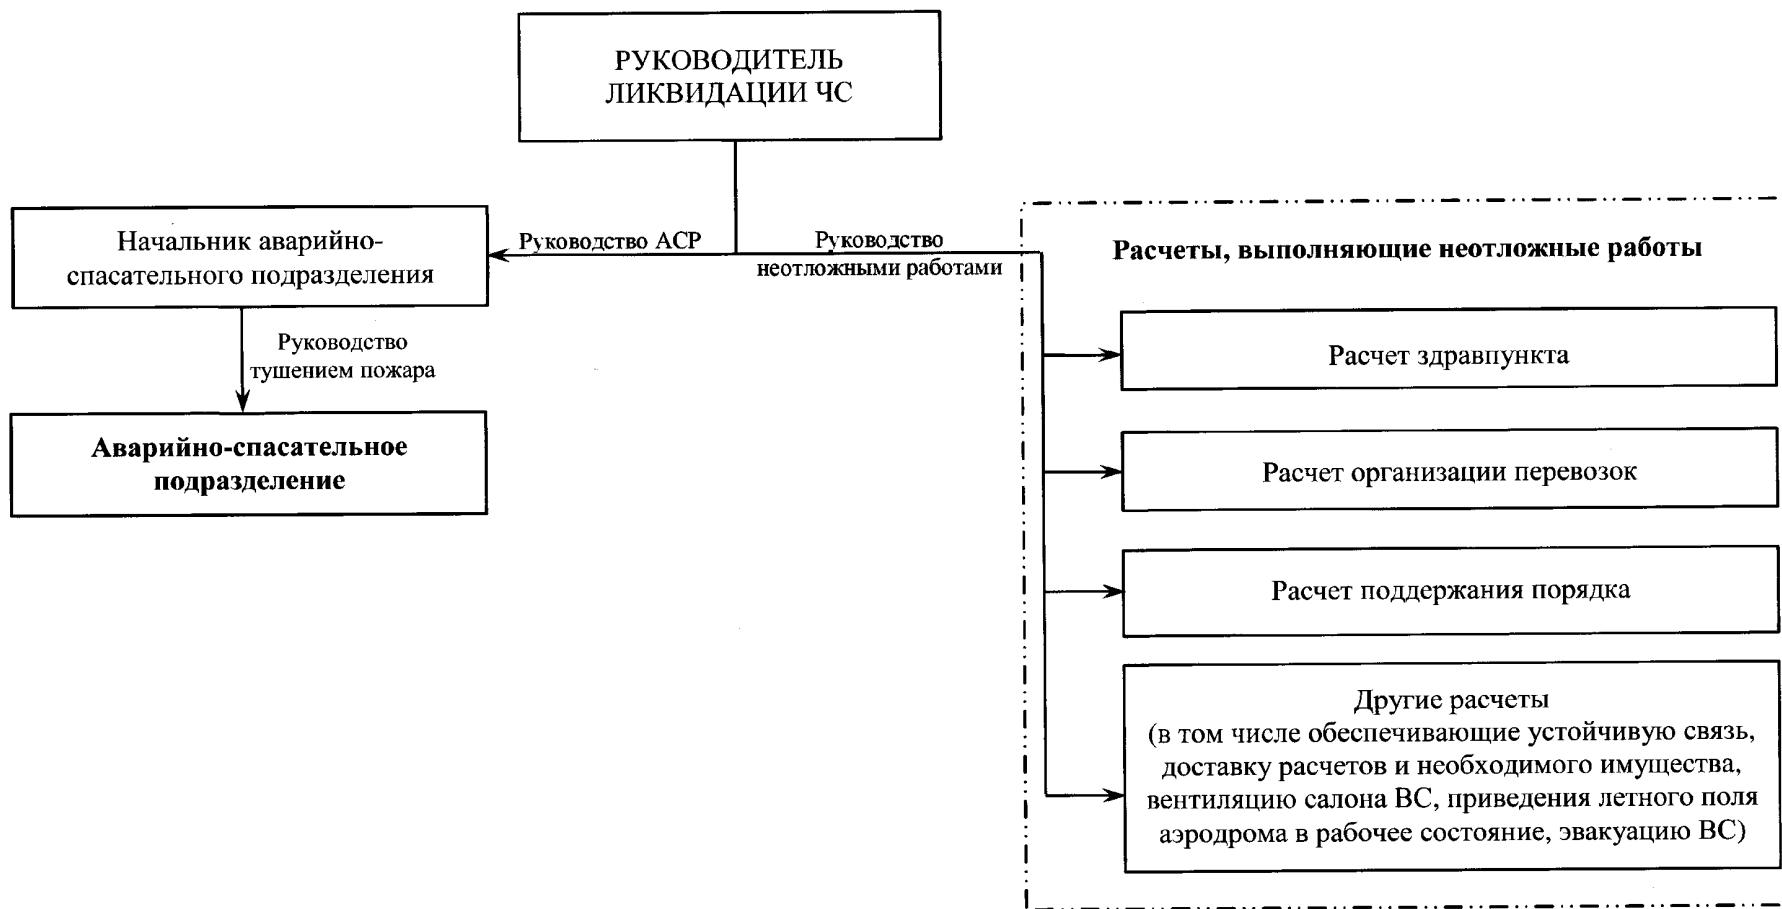 РУКОВОДИТЕЛЬ
ЛИКВИДАЦИИ ЧС
Начальник аварийно-
спасательного подразделения
Руководство АСР
Руководство
неотложными работами
Руководство
тушением пожара
Аварийно-спасательное
подразделение
Расчеты, выполняющие неотложные работы
Расчет здравпункта
Расчет организации перевозок
Расчет поддержания порядка
Другие расчеты
(в том числе обеспечивающие устойчивую связь,
доставку расчетов и необходимого имущества,
вентиляцию салона ВС, приведения летного поля
аэродрома в рабочее состояние, эвакуацию ВС)